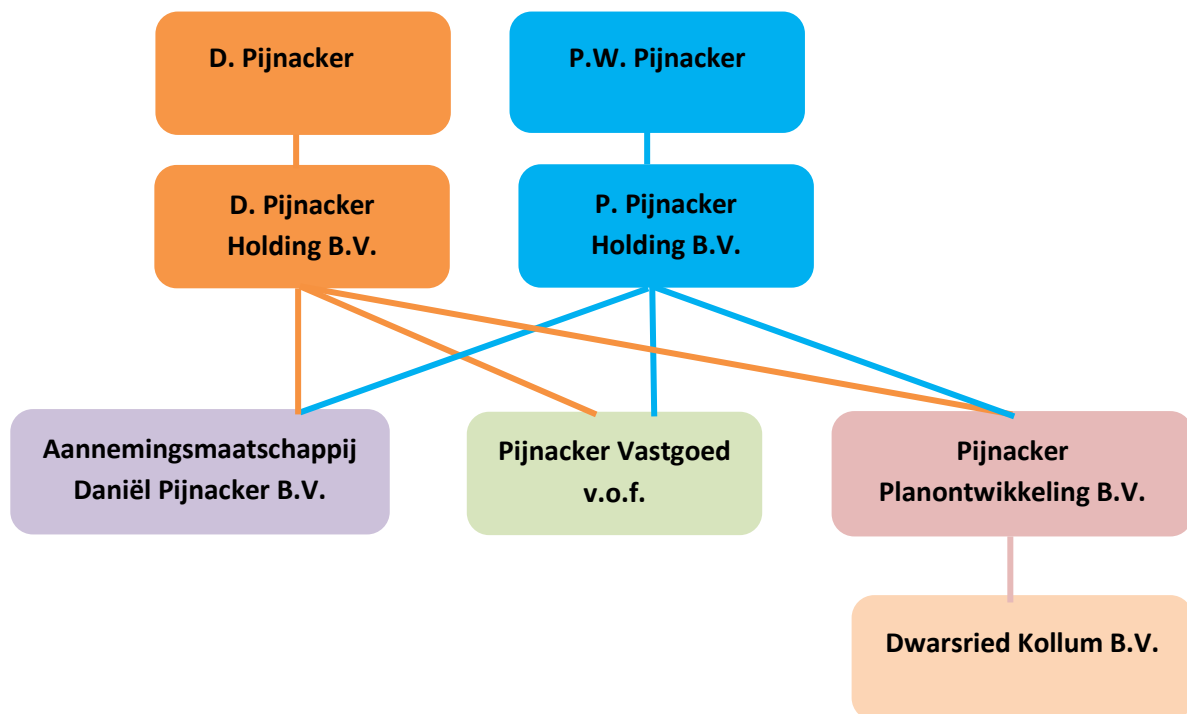 D. Pijnacker
P.W. Pijnacker
D. Pijnacker
Holding B.V.
P. Pijnacker
Holding B.V.
Aannemingsmaatschappij
Daniël Pijnacker B.V.
Pijnacker Vastgoed
v.o.f.
Pijnacker
Planontwikkeling B.V.
Dwarsried Kollum B.V.